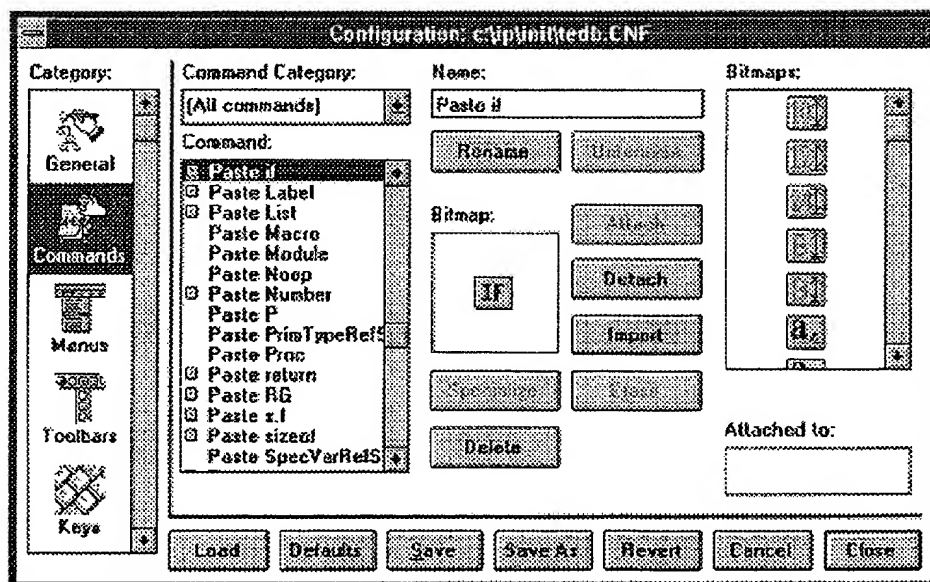 Configuration: c:\ip\init\tedb.CNF
Category:
General
Commands
Menus
Toolbars
Keys
Command Category:
(All commands)
Command:
Paste if
Paste Label
Paste List
Paste Macro
Paste Module
Paste Noop
Paste Number
Paste P
Paste PrimTypeRefS
Paste Proc
Paste return
Paste RG
Paste s.f
Paste sizeof
Paste SpecVarRefS
Name:
Paste if
Rename
Bitmap:
IF
Attach
Detach
Import
Delete
Bitmaps:
a.
Attached to:
Load
Defaults
Save
Save As
Revert
Cancel
Close